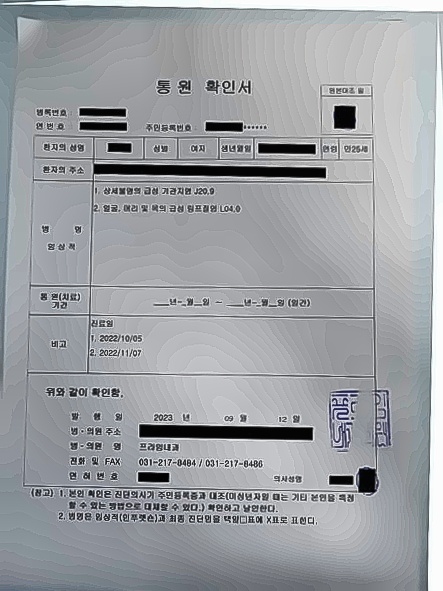 통 원 확인서
원본대조 필
병록번호
연 번 호 주민등록번호 ******
환자의 성명 성별 여자 생년월일 연령 만25세
환자의 주소
병 명
임 상 적
1. 상세불명의 급성 기관지염 J20.9
2. 얼굴, 머리 및 목의 급성 림프절염 L04.0
통 원(치료)
기간
___년-_월__일 ~ ___년-_월__일 (일간)
비고
진료일
1. 2022/10/05
2. 2022/11/07
위와 같이 확인함.
발 행 일 2023 년 09 월 12 일
병·의원 주소
병·의원 명 프라임내과
전화 및 FAX 031-217-8484 / 031-217-8486
면 허 번 호 의사성명
(참고) 1. 본인 확인은 진단의사가 주민등록증과 대조(미성년자일 때는 기타 본인을 특정
할 수 있는 방법으로 대체할 수 있다.) 확인하고 날인한다.
2. 병명은 임상적(인푸렛숀)과 최종 진단명을 택일□표에 X표로 표한다.